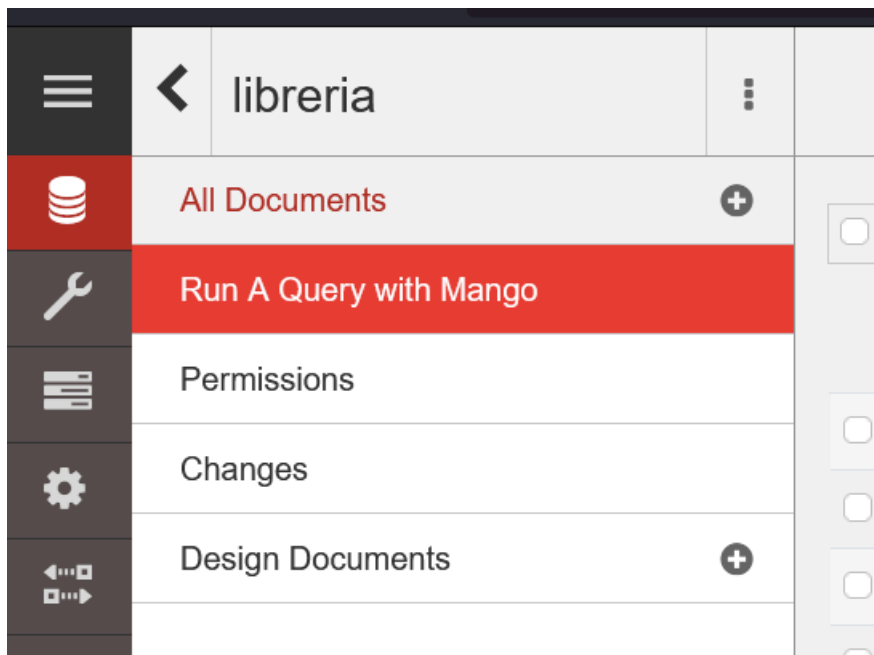 libreria
All Documents
Run A Query with Mango
Permissions
Changes
Design Documents